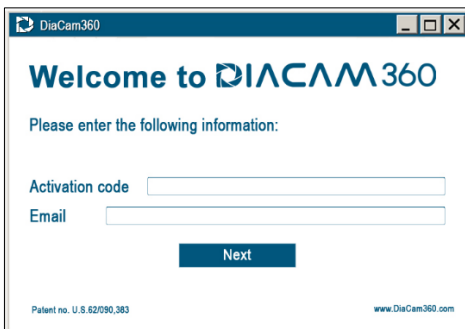 DiaCam360
Welcome to DIACAM360
Please enter the following information:
Activation code
Email
Next
Patent no. U.S.62/090,383
www.DiaCam360.com